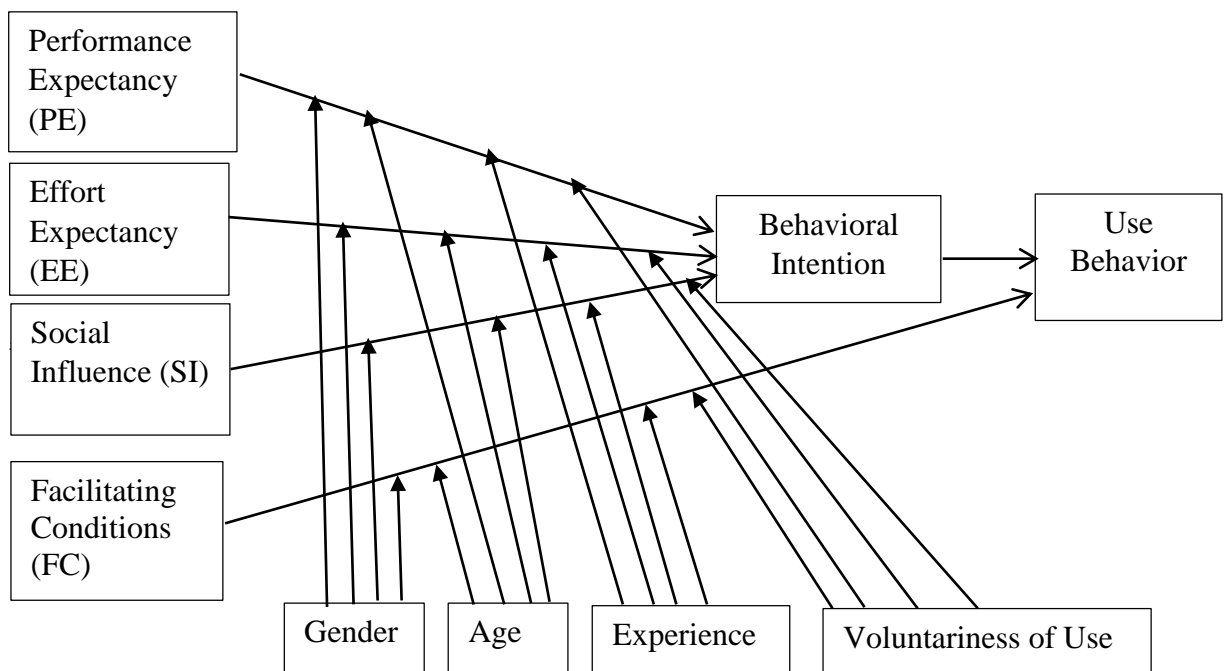 Performance
Expectancy
(PE)
Effort
Expectancy
(EE)
Social
Influence (SI)
Facilitating
Conditions
(FC)
Behavioral
Intention
Use
Behavior
Gender
Age
Experience
Voluntariness of Use